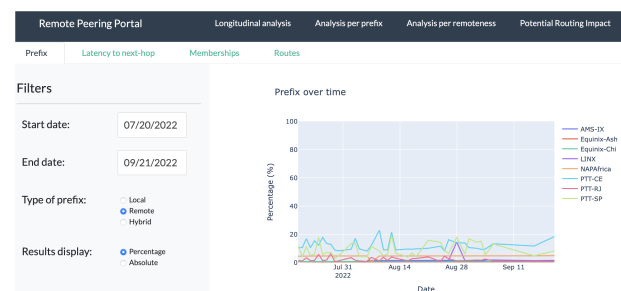 Remote Peering Portal
Longitudinal analysis
Analysis per prefix
Analysis per remoteness
Potential Routing Impact
Prefix
Latency to next-hop
Memberships
Routes
Filters
Start date:
07/20/2022
End date:
09/21/2022
Type of prefix:
Local
Remote
Hybrid
Results display:
Percentage
Absolute
Prefix over time
Percentage (%)
100
80
60
40
20
0
Jul 31
2022
Aug 14
Aug 28
Sep 11
Date
AMS-IX
Equinix-Ash
Equinix-Chi
LINX
NAPAfrica
PTT-CE
PTT-RJ
PTT-SP